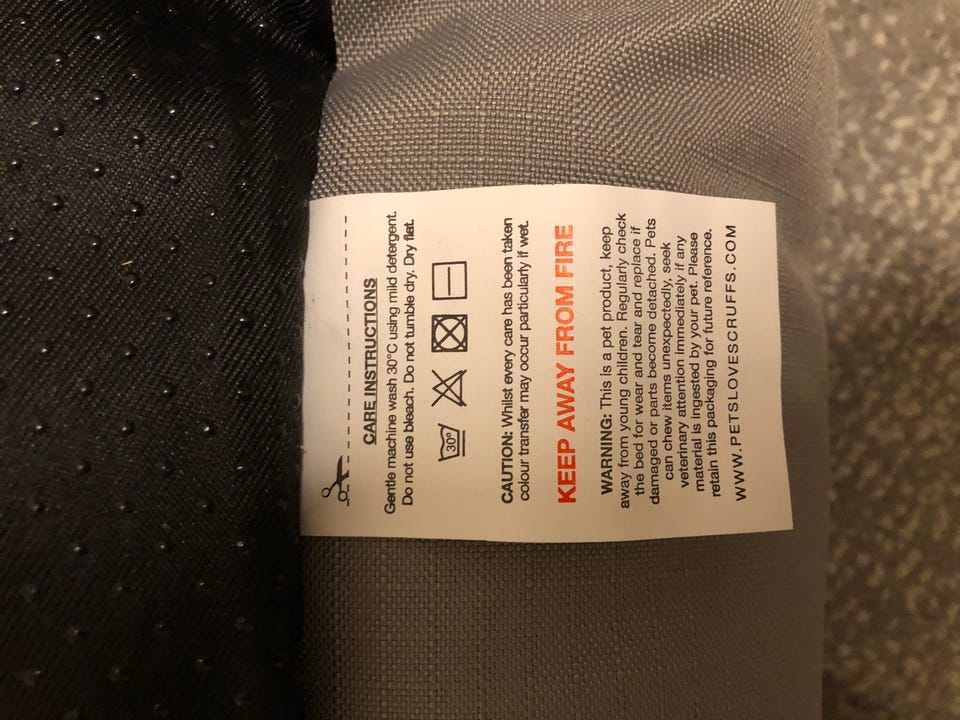 CARE INSTRUCTIONS
Gentle machine wash 30°C using mild detergent.
Do not use bleach. Do not tumble dry. Dry flat.
30°
CAUTION: Whilst every care has been taken
colour transfer may occur particularly if wet.
KEEP AWAY FROM FIRE
WARNING: This is a pet product, keep
away from young children. Regularly check
the bed for wear and tear and replace if
damaged or parts become detached. Pets
can chew items unexpectedly, seek
veterinary attention immediately if any
material is ingested by your pet. Please
retain this packaging for future reference.
WWW.PETSLOVESCRUFFS.COM